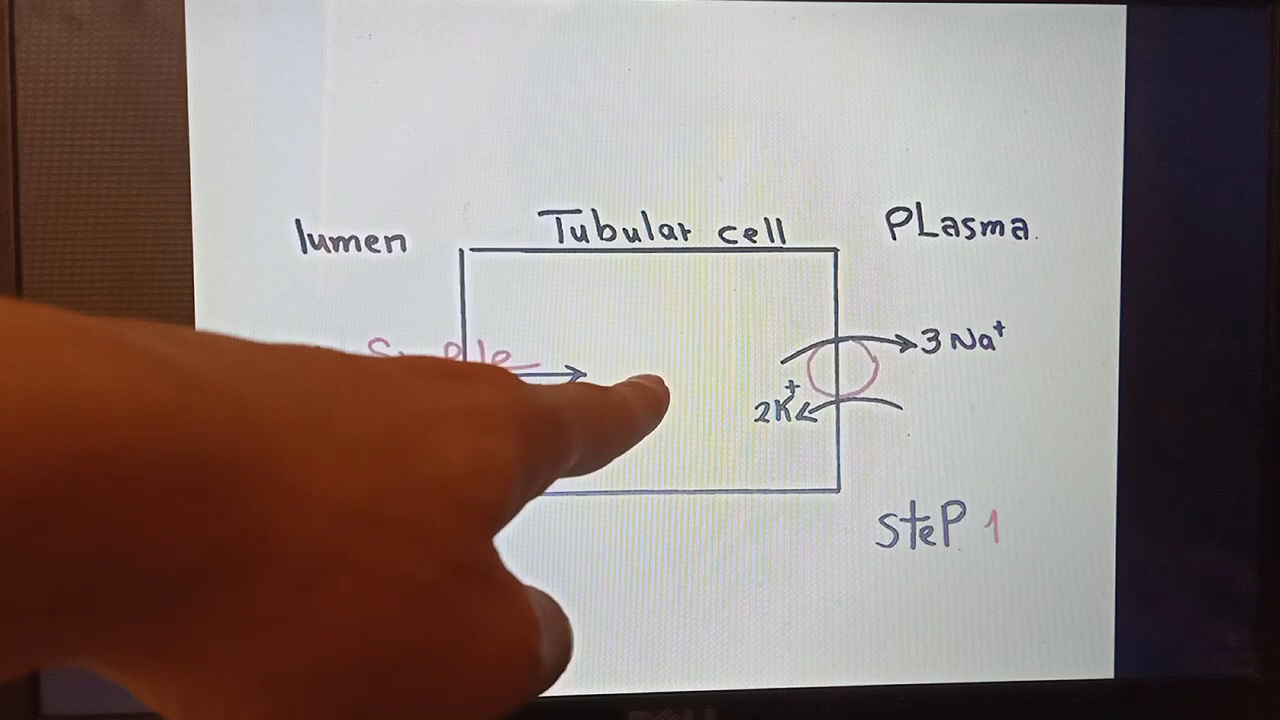 lumen
Tubular cell
PLasma.
3 Na⁺
2K⁺
steP 1